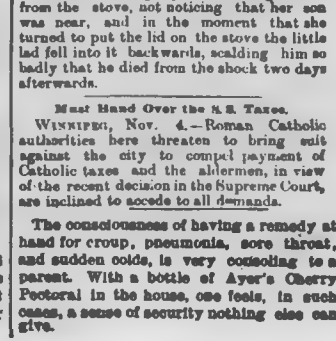 from the stove, not noticing that her son
was near, and in the moment that she
turned to put the lid on the stove the little
lad fell into it backwards, scalding him so
badly that he died from the shock two days
afterwards.
Must Hand Over the S. S. Taxes.
WINNIPEG, Nov. 4.—Roman Catholic
authorities here threaten to bring suit
against the city to compel payment of
Catholic taxes and the aldermen, in view
of the recent decision in the Supreme Court,
are inclined to accede to all demands.
The consciousness of having a remedy at
hand for croup, pneumonia, sore throat,
and sudden colds, is very consoling to a
parent. With a bottle of Ayer's Cherry
Pectoral in the house, one feels, in such
cases, a sense of security nothing else can
give.